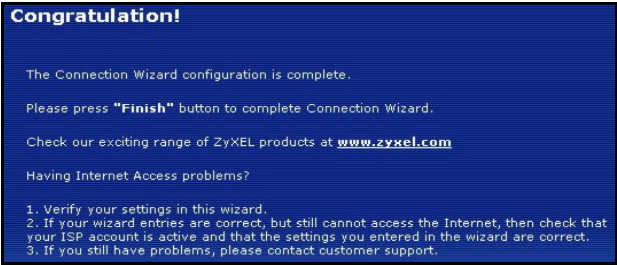 Congratulation!
The Connection Wizard configuration is complete.
Please press "Finish" button to complete Connection Wizard.
Check our exciting range of ZyXEL products at www.zyxel.com
Having Internet Access problems?
1. Verify your settings in this wizard.
2. If your wizard entries are correct, but still cannot access the Internet, then check that
your ISP account is active and that the settings you entered in the wizard are correct.
3. If you still have problems, please contact customer support.